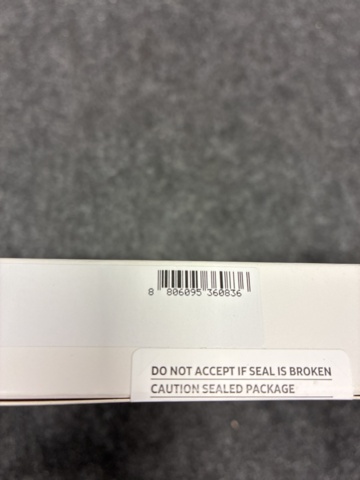 8 806095 360836
DO NOT ACCEPT IF SEAL IS BROKEN
CAUTION SEALED PACKAGE